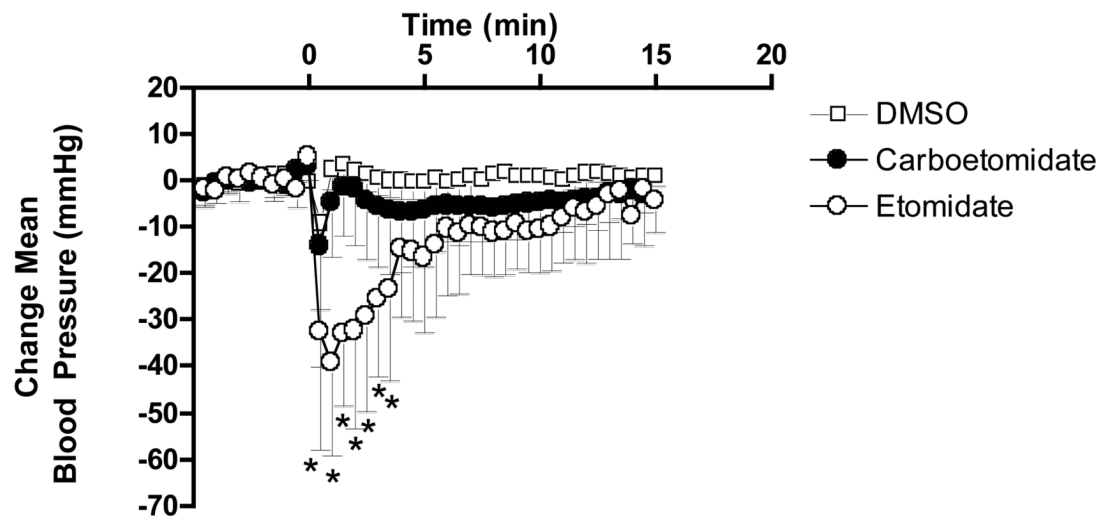 Time (min)
0 5 10 15 20
20
10
0
-10
-20
-30
-40
-50
-60
-70
Change Mean
Blood Pressure (mmHg)
DMSO
Carboetomidate
Etomidate
* * * * * * * *